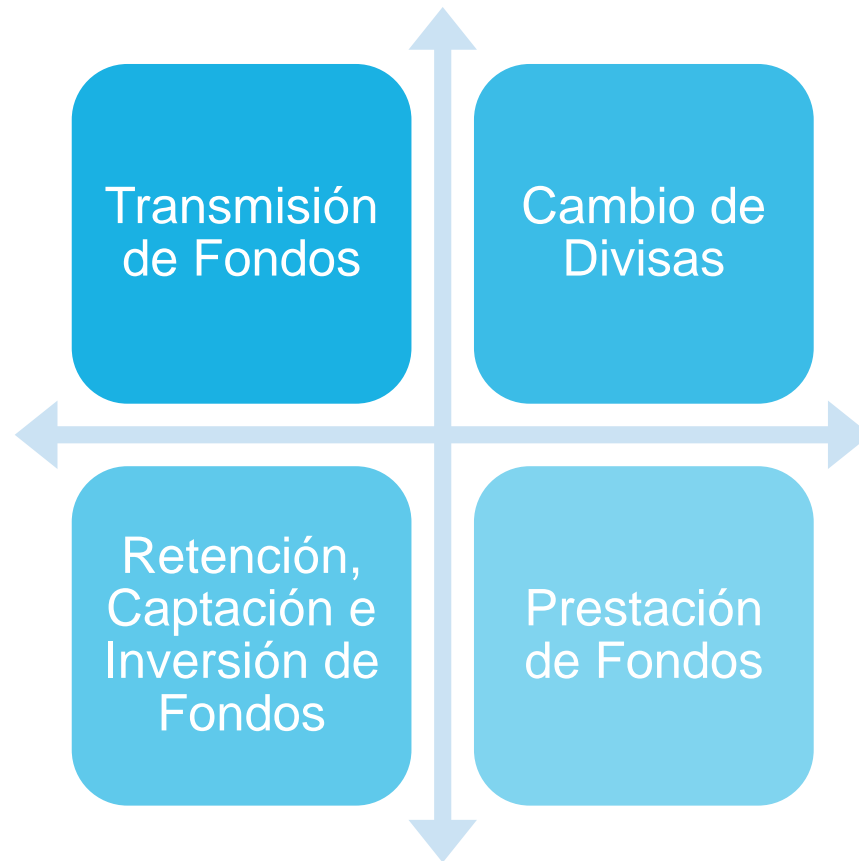 Transmisión
de Fondos
Cambio de
Divisas
Retención,
Captación e
Inversión de
Fondos
Prestación
de Fondos